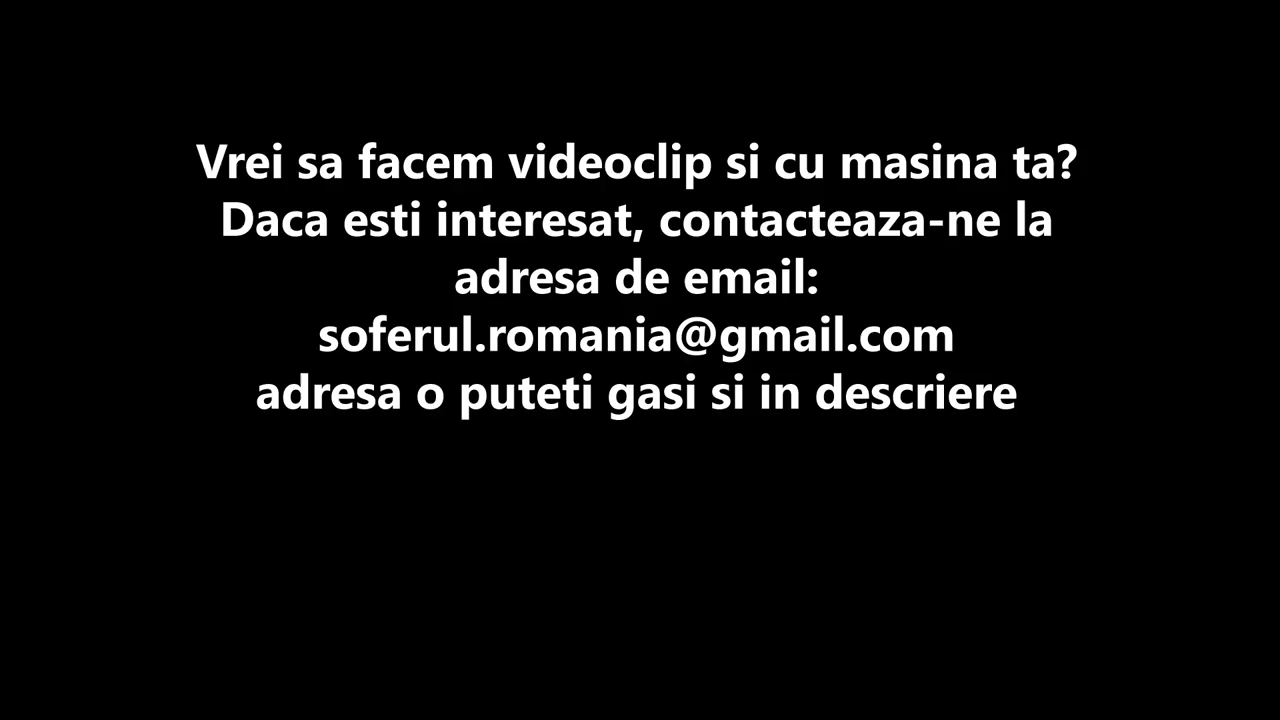 Vrei sa facem videoclip si cu masina ta?
Daca esti interesat, contacteaza-ne la
adresa de email:
soferul.romania@gmail.com
adresa o puteti gasi si in descriere